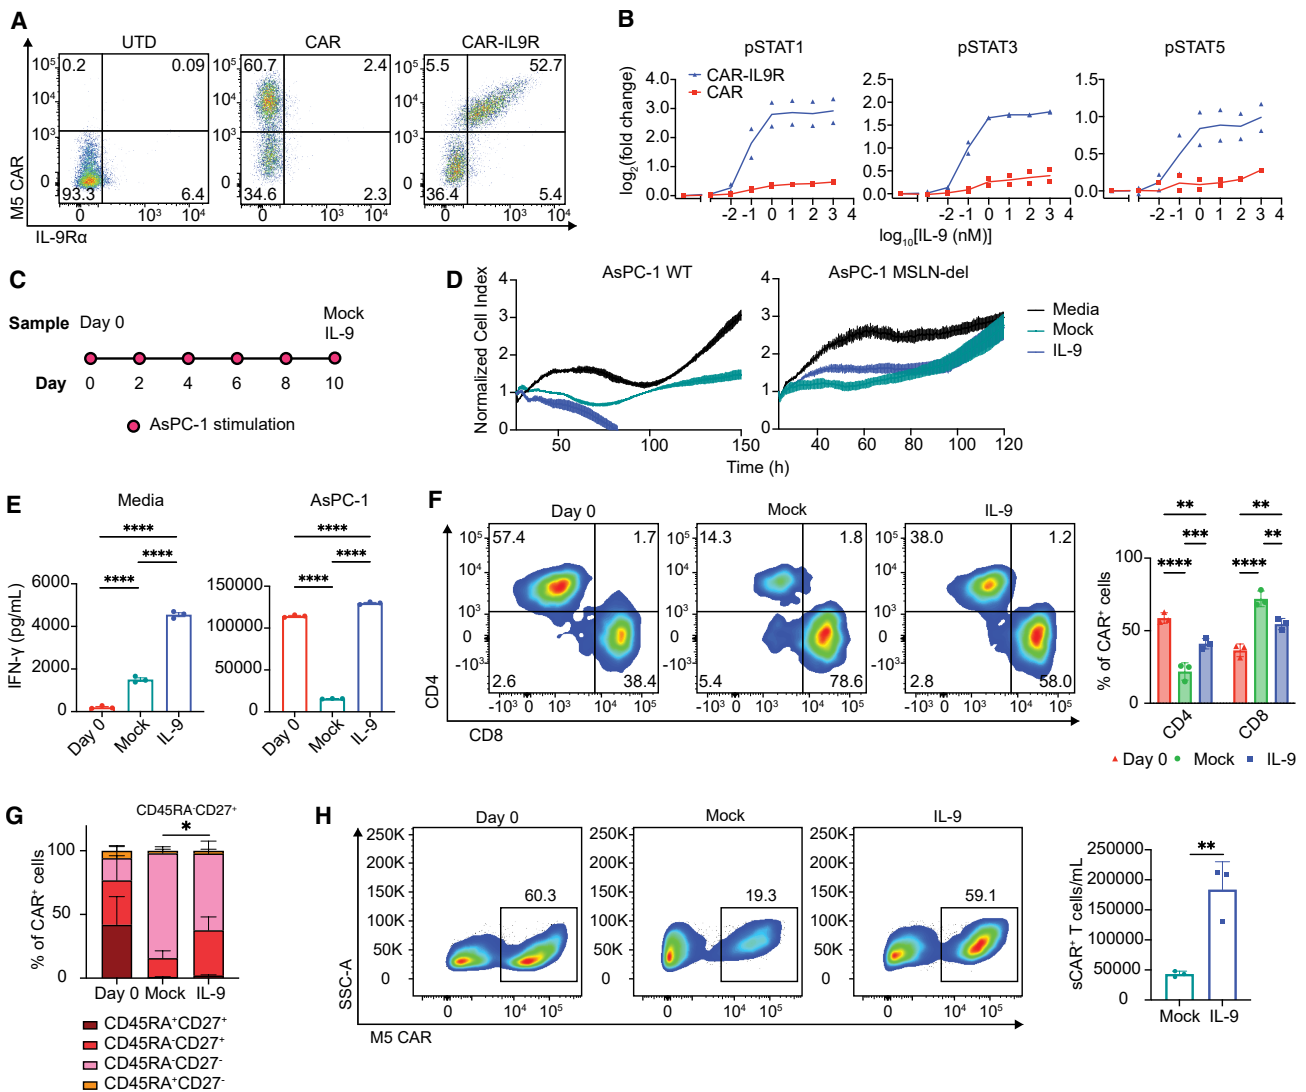 A
UTD
CAR
CAR-IL9R
10⁵
0.2
0.09
10⁴
10³
0
93.3
6.4
0
10³
10⁴
10⁵
60.7
2.4
10⁴
10³
0
34.6
2.3
0
10³
10⁴
10⁵
5.5
52.7
10⁴
10³
0
36.4
5.4
0
10³
10⁴
M5 CAR
IL-9Rα
B
pSTAT1
pSTAT3
pSTAT5
CAR-IL9R
CAR
log₂(fold change)
4.0
3.0
2.0
1.0
0.0
-2 -1 0 1 2 3 4
2.5
2.0
1.5
1.0
0.5
0.0
-2 -1 0 1 2 3 4
1.5
1.0
0.5
0.0
-2 -1 0 1 2 3 4
log₁₀[IL-9 (nM)]
C
Sample
Day 0
Mock
IL-9
Day
0 2 4 6 8 10
AsPC-1 stimulation
D
AsPC-1 WT
AsPC-1 MSLN-del
Normalized Cell Index
4
3
2
1
0
50 100 150
4
3
2
1
0
40 60 80 100 120
Time (h)
Media
Mock
IL-9
E
Media
AsPC-1
IFN-γ (pg/mL)
****
****
****
6000
4000
2000
0
Day 0
Mock
IL-9
****
****
****
150000
100000
50000
0
Day 0
Mock
IL-9
F
Day 0
Mock
IL-9
10⁵
10⁴
10³
0
-10³
57.4
1.7
2.6
38.4
-10³ 0 10³ 10⁴ 10⁵
10⁵
10⁴
10³
0
-10³
14.3
1.8
5.4
78.6
-10³ 0 10³ 10⁴ 10⁵
10⁵
10⁴
10³
0
-10³
38.0
1.2
2.8
58.0
-10³ 0 10³ 10⁴ 10⁵
CD4
CD8
% of CAR⁺ cells
100
50
0
**
***
****
**
**
****
CD4
CD8
Day 0
Mock
IL-9
G
CD45RA⁻CD27⁺
*
% of CAR⁺ cells
100
50
0
Day 0 Mock IL-9
CD45RA⁺CD27⁺
CD45RA⁻CD27⁺
CD45RA⁻CD27⁻
CD45RA⁺CD27⁻
H
Day 0
Mock
IL-9
250K
200K
150K
100K
50K
0
60.3
0 10⁴ 10⁵
250K
200K
150K
100K
50K
0
19.3
0 10⁴ 10⁵
250K
200K
150K
100K
50K
0
59.1
0 10⁴ 10⁵
SSC-A
M5 CAR
sCAR⁺ T cells/mL
**
250000
200000
150000
100000
50000
0
Mock IL-9